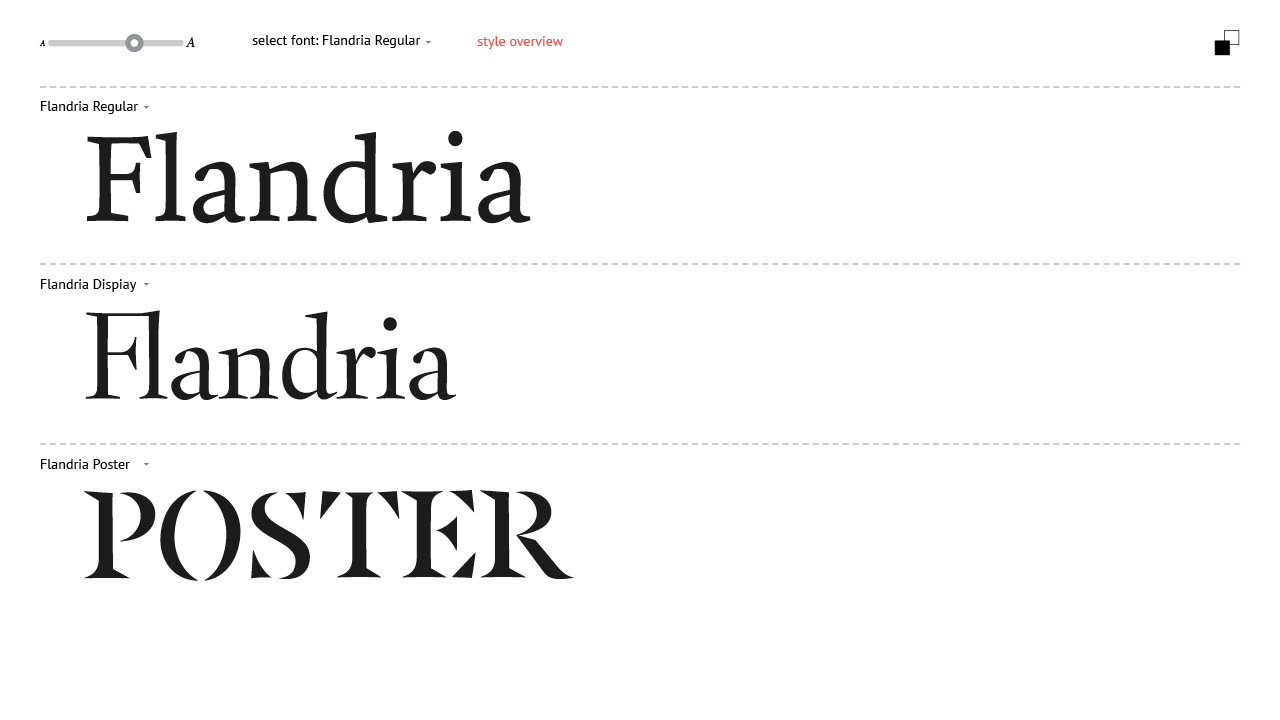 A A select font: Flandria Regular style overview
Flandria Regular
Flandria
Flandria Dispiay
Flandria
Flandria Poster
POSTER